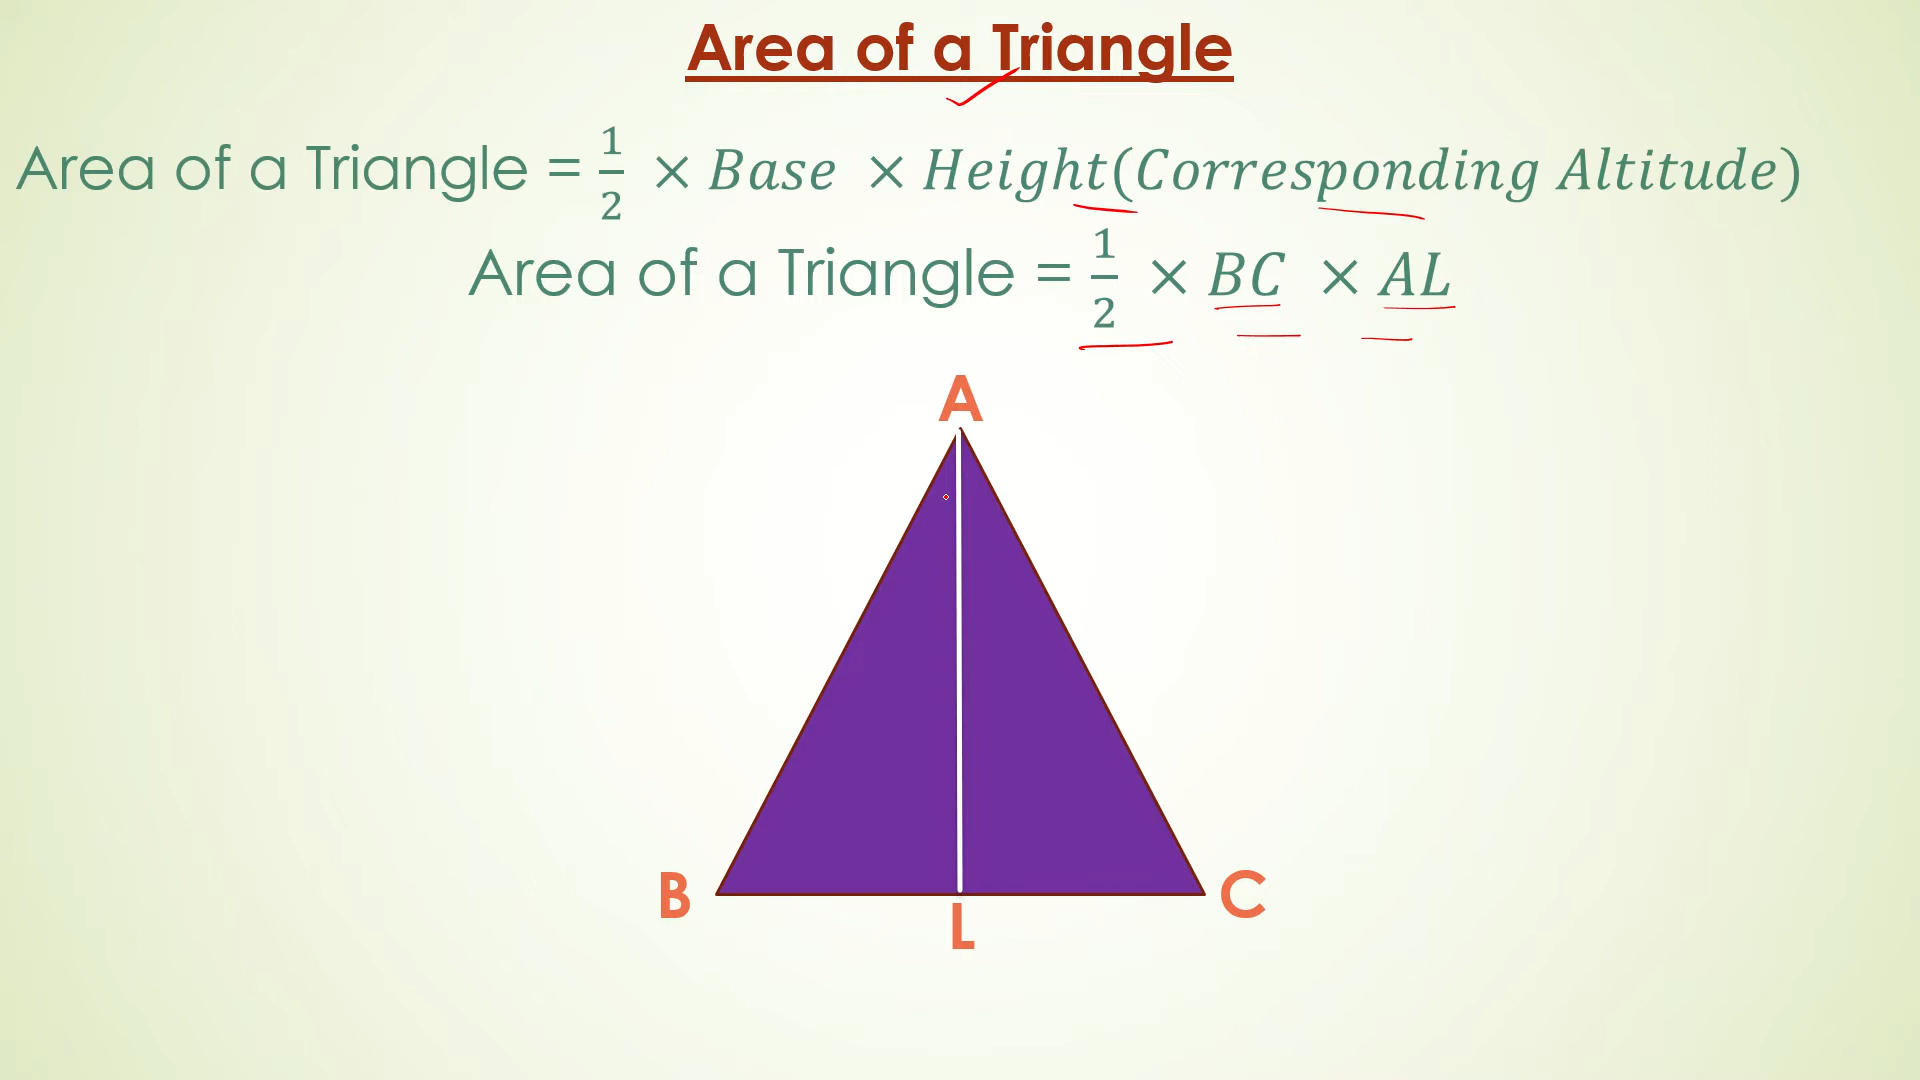 Area of a Triangle
Area of a Triangle = 1/2 × Base × Height(Corresponding Altitude)
Area of a Triangle = 1/2 × BC × AL
A
B
C
L